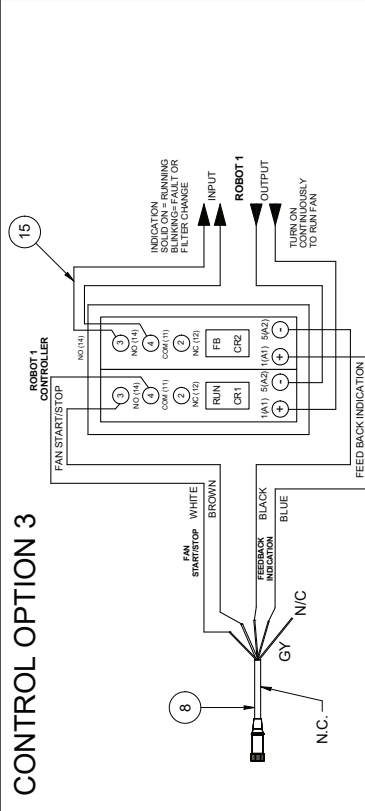 CONTROL OPTION 3
15
INDICATION
SOLID ON = RUNNING
BLINKING= FAULT OR
FILTER CHANGE
INPUT
ROBOT 1
OUTPUT
TURN ON
CONTINUOUSLY
TO RUN FAN
ROBOT 1
CONTROLLER
FAN START/STOP
NO (14)
3
NO (14)
4
COM (11)
2
NC (12)
RUN
CR1
1(A1)
5(A2)
+
-
3
NO (14)
4
COM (11)
2
NC (12)
FB
CR2
1(A1)
5(A2)
+
-
FEED BACK INDICATION
FAN
START/STOP
WHITE
BROWN
FEEDBACK
INDICATION
BLACK
BLUE
GY
N/C
8
N.C.